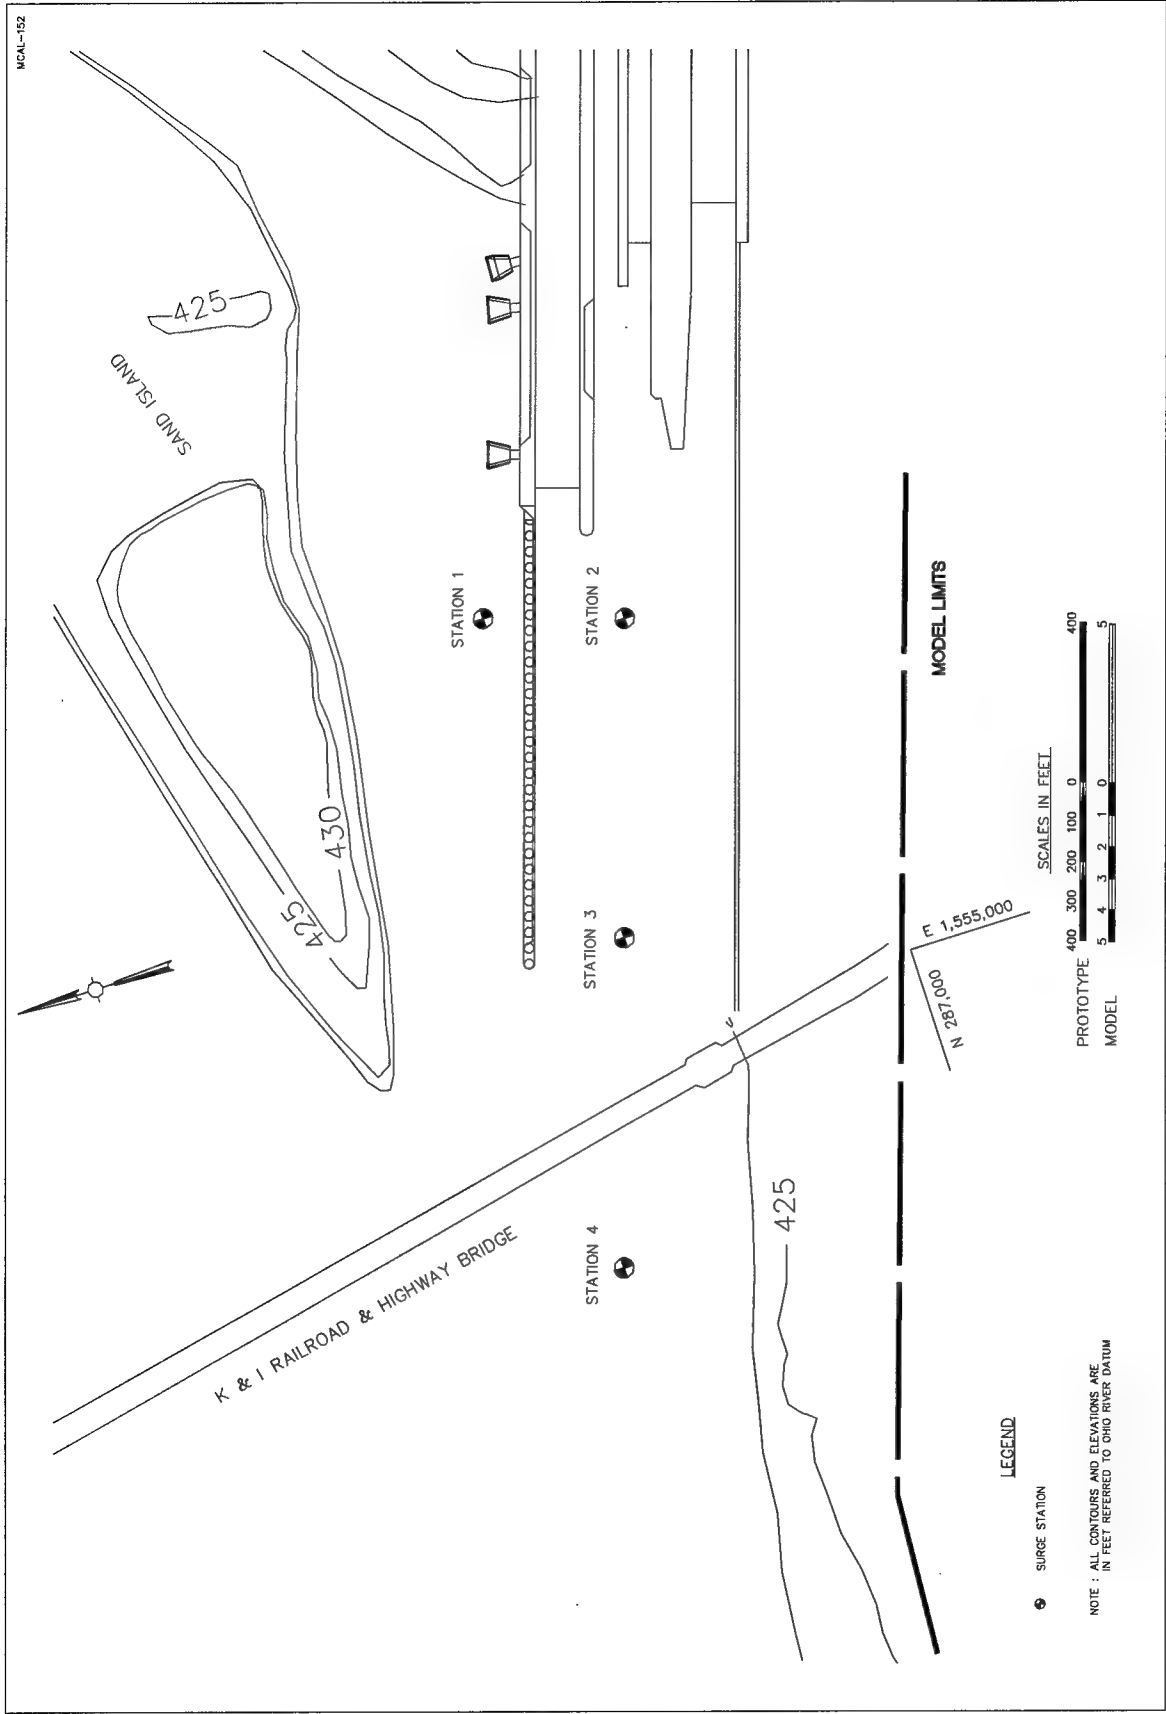 MCAL-152
SAND ISLAND
425
425
430
STATION 1
STATION 2
STATION 3
STATION 4
K & I RAILROAD & HIGHWAY BRIDGE
425
MODEL LIMITS
E 1,555,000
N 287,000
SCALES IN FEET
PROTOTYPE 400 300 200 100 0 400
MODEL 5 4 3 2 1 0 5
LEGEND
SURGE STATION
NOTE : ALL CONTOURS AND ELEVATIONS ARE
IN FEET REFERRED TO OHIO RIVER DATUM